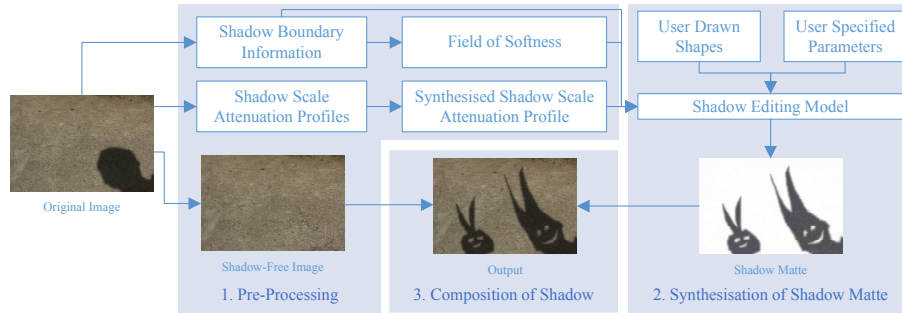 Shadow Boundary
Information
Field of Softness
User Drawn
Shapes
User Specified
Parameters
Shadow Scale
Attenuation Profiles
Synthesised Shadow Scale
Attenuation Profile
Shadow Editing Model
Original Image
Shadow-Free Image
Output
Shadow Matte
1. Pre-Processing
3. Composition of Shadow
2. Synthesisation of Shadow Matte